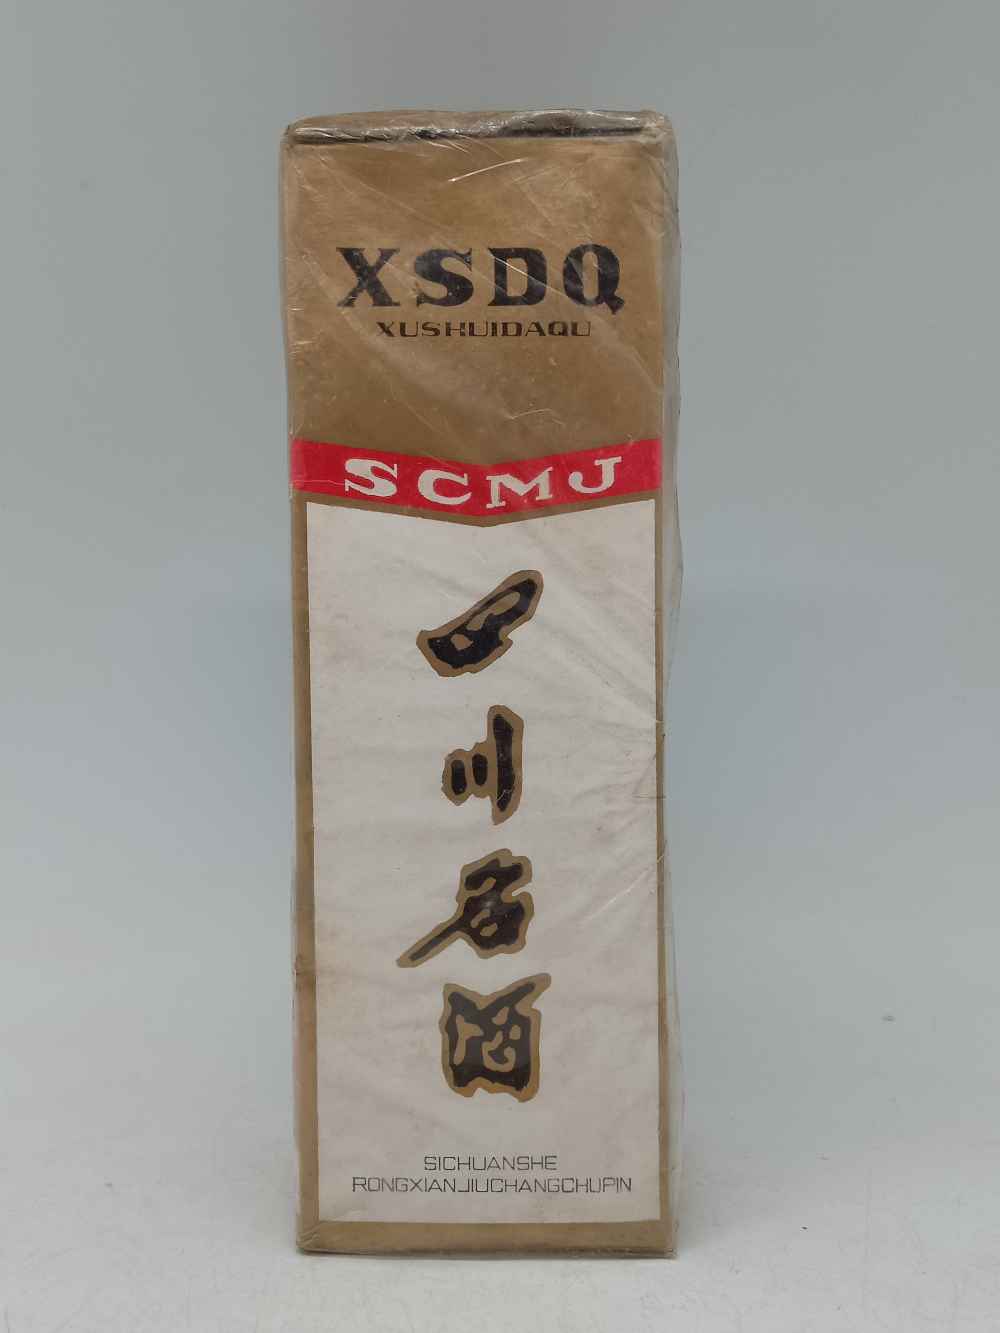 XSDQ
XUSHUIDAQU
SCMJ
四川名酒
SICHUANSHE
RONGXIANJIUCHANGCHUPIN